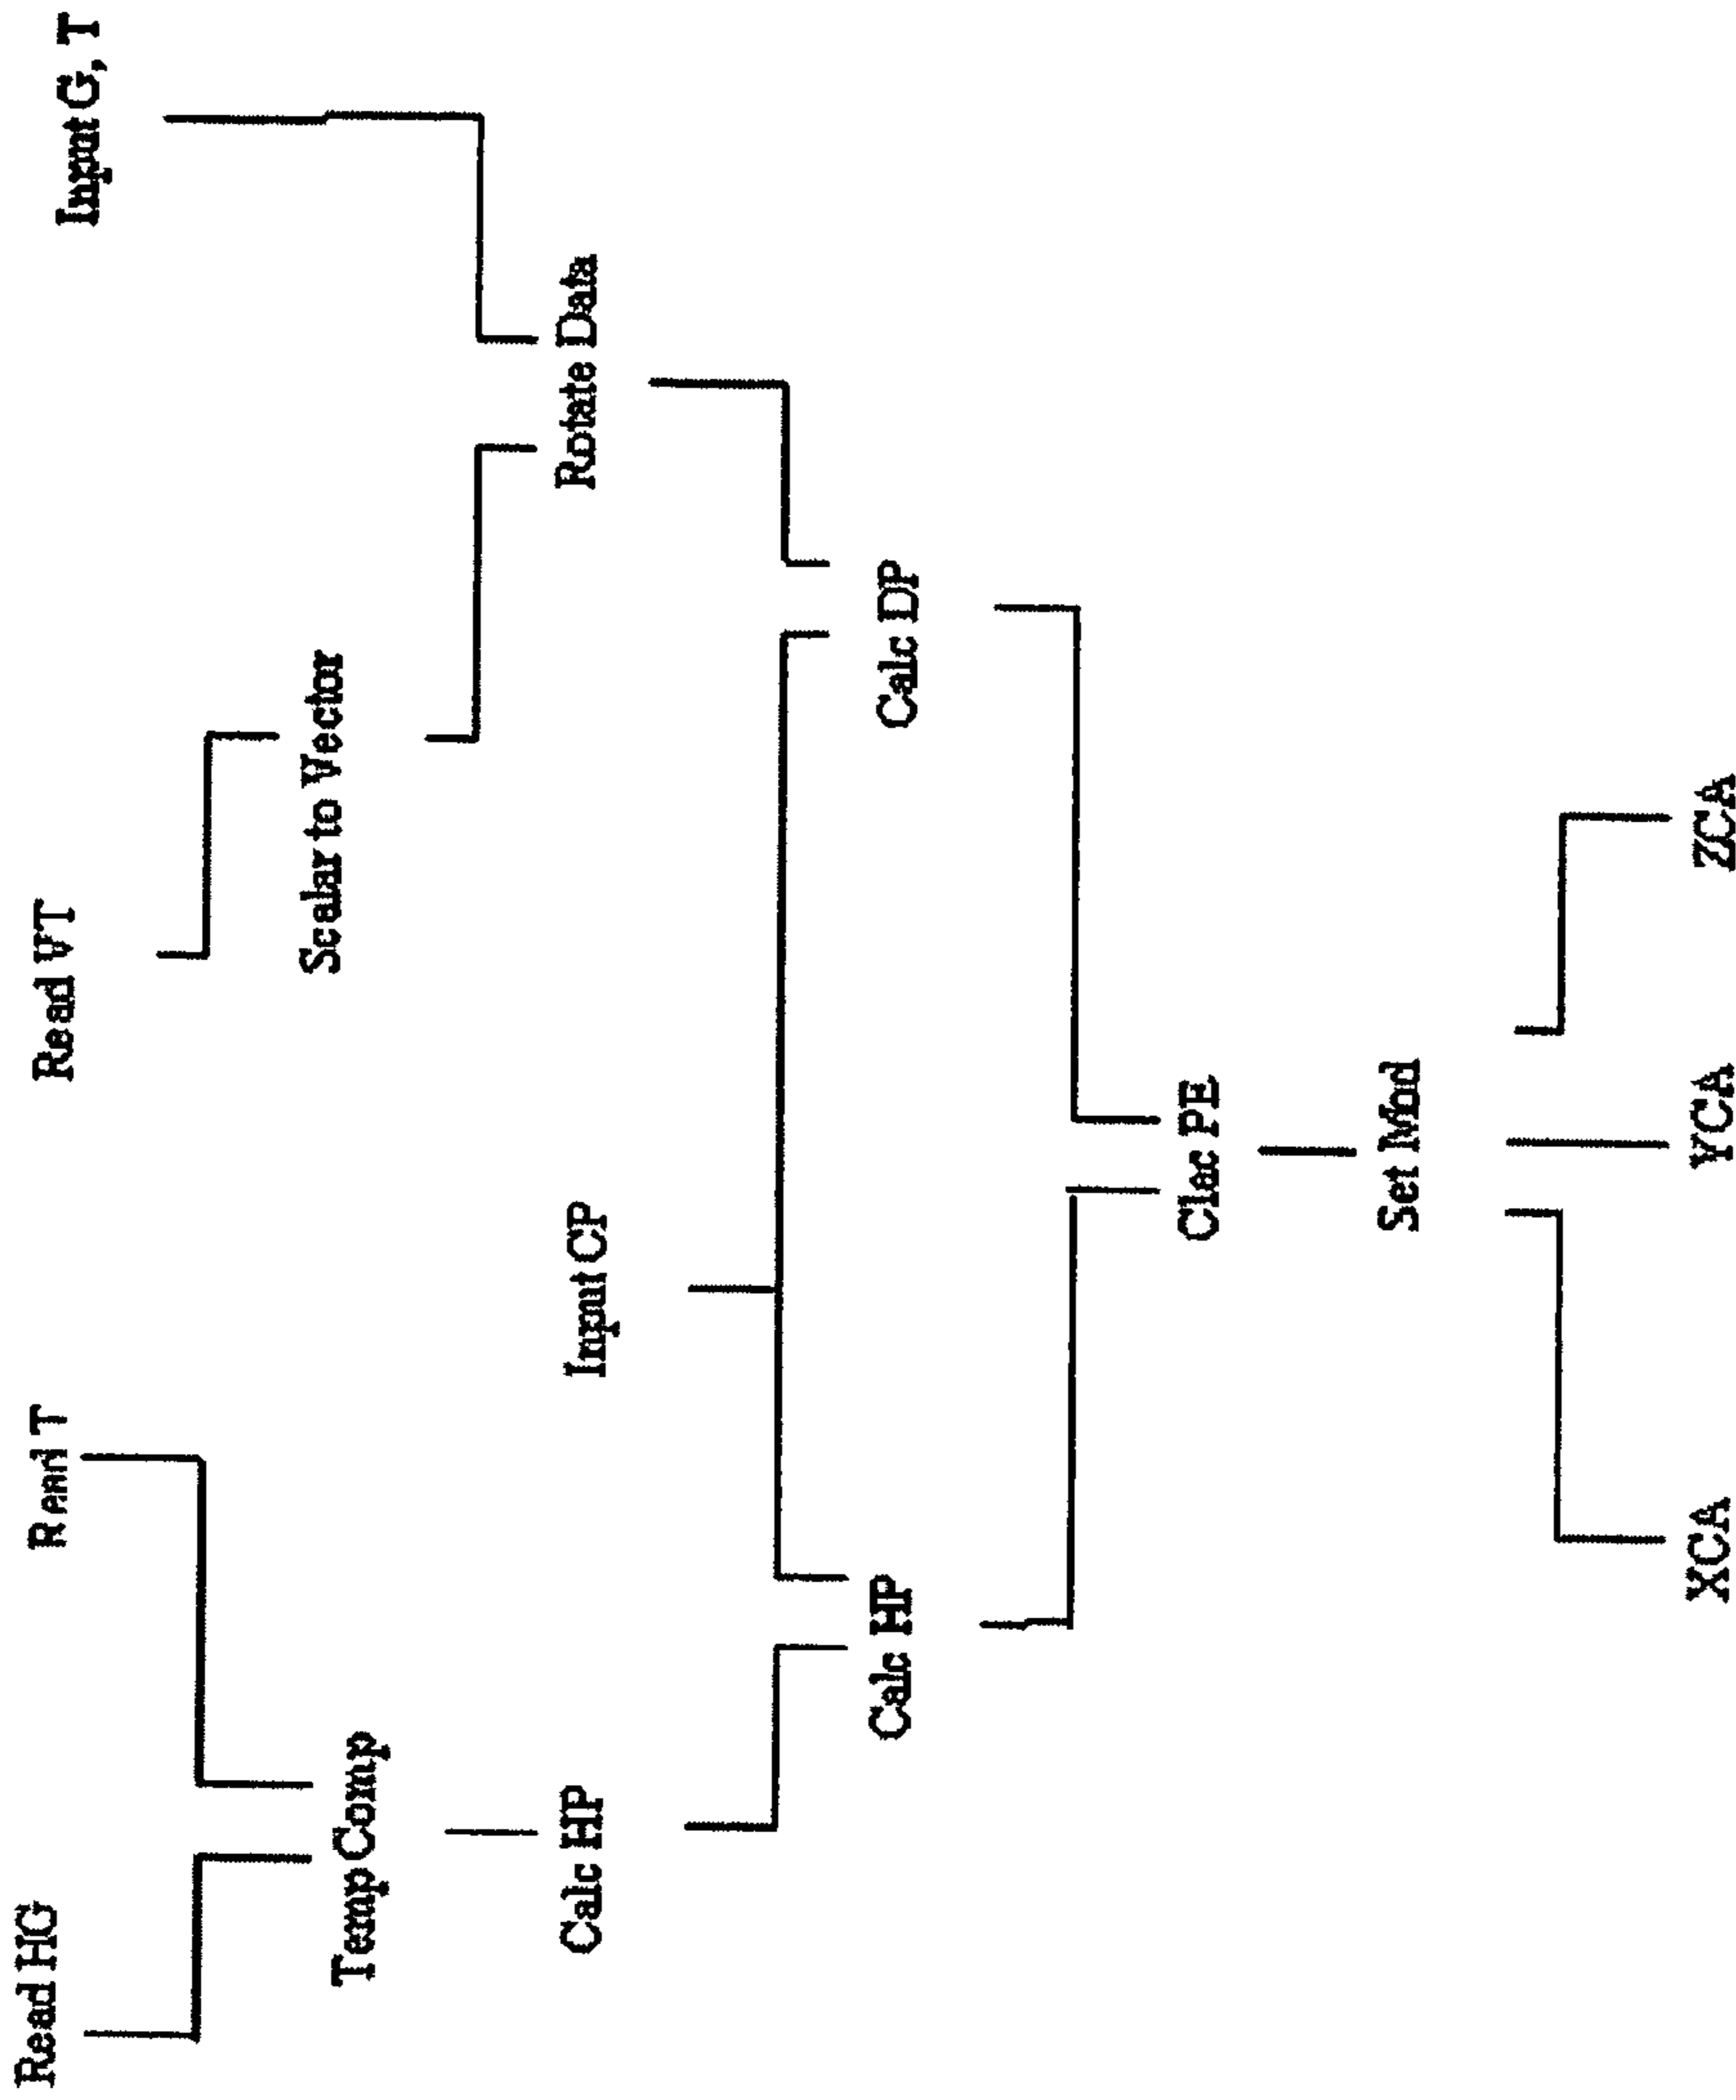 Read HG
Read T
Read VT
Input G, T
Temp Comp
Scalar to Vector
Calc HP
Input CP
Rotate Data
Calc HP
Calc DP
Clac PE
Set Mod
XCA
YCA
ZCA